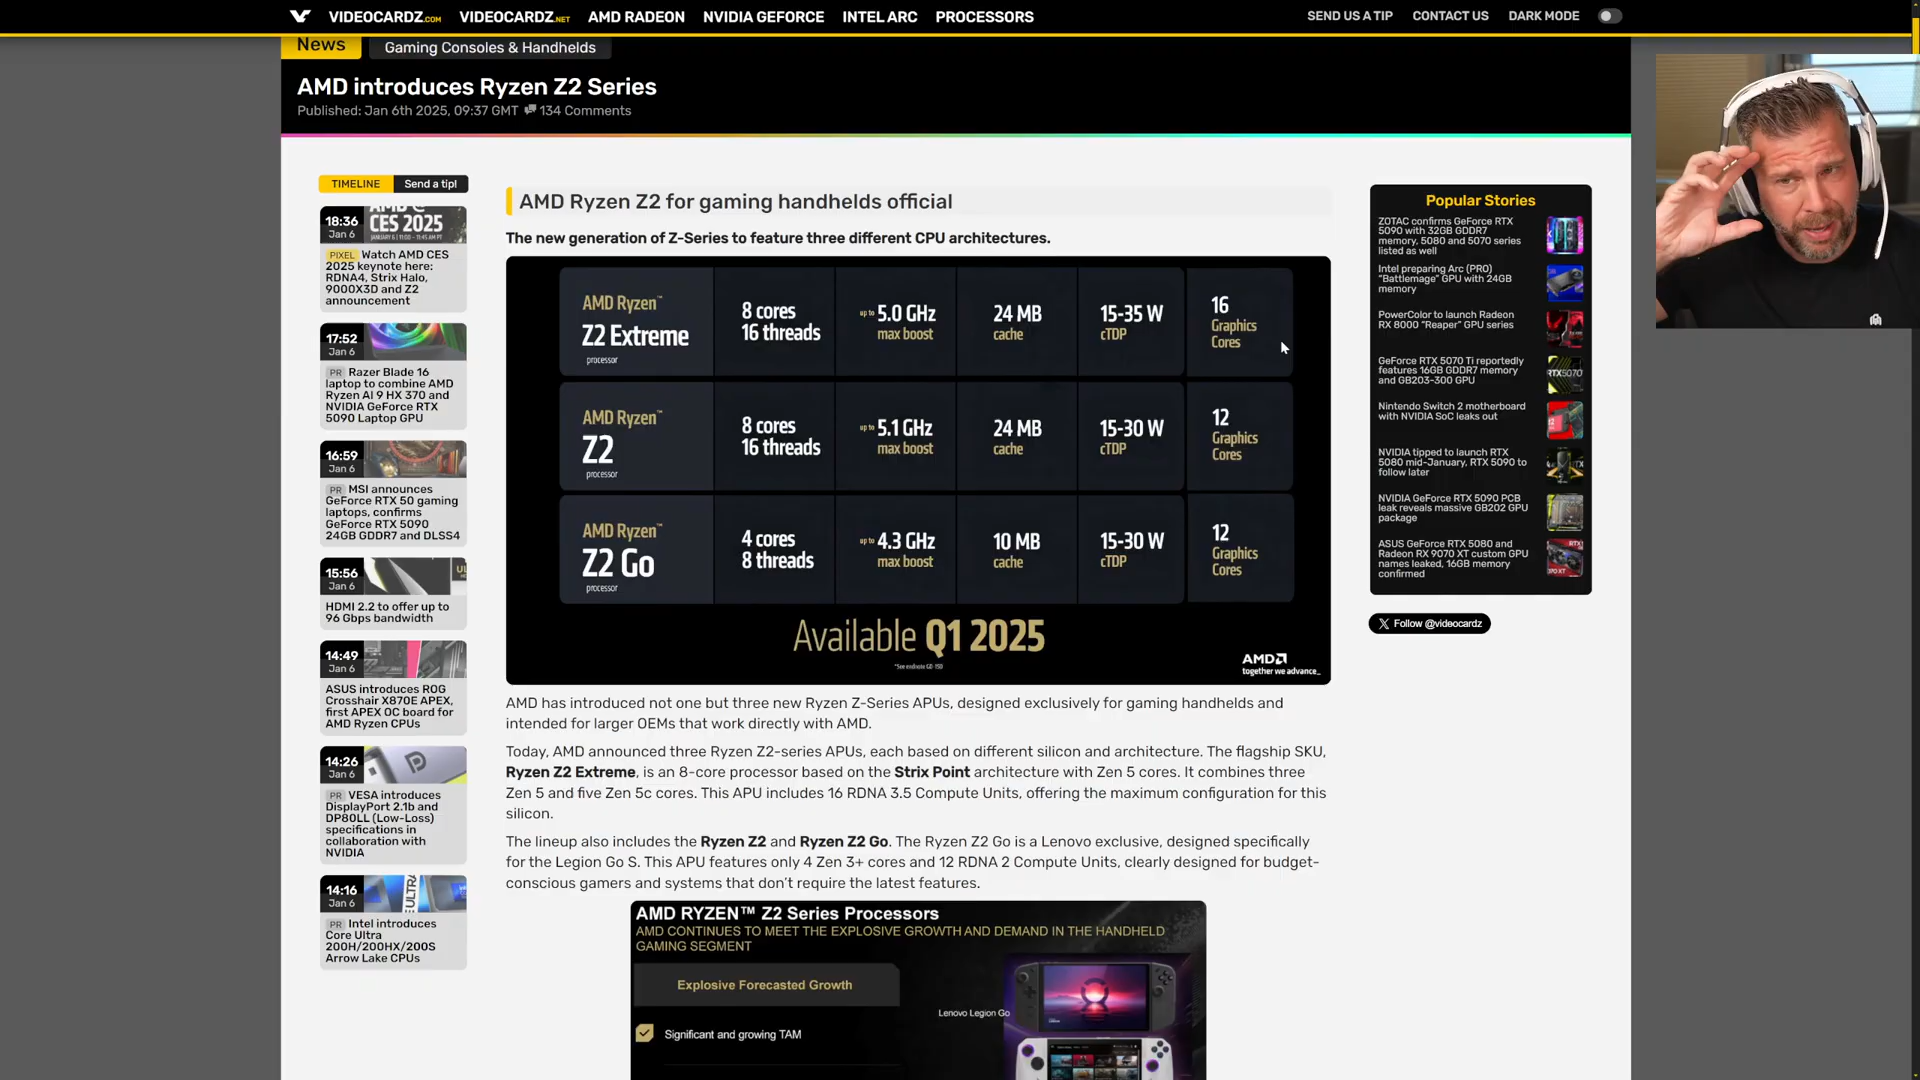 VIDEOCARDZ.COM VIDEOCARDZ.NET AMD RADEON NVIDIA GEFORCE INTEL ARC PROCESSORS SEND US A TIP CONTACT US DARK MODE
News Gaming Consoles & Handhelds
AMD introduces Ryzen Z2 Series
Published: Jan 6th 2025, 09:37 GMT 134 Comments
TIMELINE Send a tip!
18:36
Jan 6
AMD @
CES 2025
JANUARY 6 | 11:00 - 11:45 AM PT
PIXEL Watch AMD CES
2025 keynote here:
RDNA4, Strix Halo,
9000X3D and Z2
announcement
17:52
Jan 6
PR Razer Blade 16
laptop to combine AMD
Ryzen AI 9 HX 370 and
NVIDIA GeForce RTX
5090 Laptop GPU
16:59
Jan 6
PR MSI announces
GeForce RTX 50 gaming
laptops, confirms
GeForce RTX 5090
24GB GDDR7 and DLSS4
15:56
Jan 6
HDMI 2.2 to offer up to
96 Gbps bandwidth
14:49
Jan 6
ASUS introduces ROG
Crosshair X870E APEX,
first APEX OC board for
AMD Ryzen CPUs
14:26
Jan 6
PR VESA introduces
DisplayPort 2.1b and
DP80LL (Low-Loss)
specifications in
collaboration with
NVIDIA
14:16
Jan 6
ULTRA
PR Intel introduces
Core Ultra
200H/200HX/200S
Arrow Lake CPUs
AMD Ryzen Z2 for gaming handhelds official
The new generation of Z-Series to feature three different CPU architectures.
AMD Ryzen™
Z2 Extreme
processor
8 cores
16 threads
up to 5.0 GHz
max boost
24 MB
cache
15-35 W
cTDP
16
Graphics
Cores
AMD Ryzen™
Z2
processor
8 cores
16 threads
up to 5.1 GHz
max boost
24 MB
cache
15-30 W
cTDP
12
Graphics
Cores
AMD Ryzen™
Z2 Go
processor
4 cores
8 threads
up to 4.3 GHz
max boost
10 MB
cache
15-30 W
cTDP
12
Graphics
Cores
Available Q1 2025
AMD
together we advance_
AMD has introduced not one but three new Ryzen Z-Series APUs, designed exclusively for gaming handhelds and
intended for larger OEMs that work directly with AMD.
Today, AMD announced three Ryzen Z2-series APUs, each based on different silicon and architecture. The flagship SKU,
Ryzen Z2 Extreme, is an 8-core processor based on the Strix Point architecture with Zen 5 cores. It combines three
Zen 5 and five Zen 5c cores. This APU includes 16 RDNA 3.5 Compute Units, offering the maximum configuration for this
silicon.
The lineup also includes the Ryzen Z2 and Ryzen Z2 Go. The Ryzen Z2 Go is a Lenovo exclusive, designed specifically
for the Legion Go S. This APU features only 4 Zen 3+ cores and 12 RDNA 2 Compute Units, clearly designed for budget-
conscious gamers and systems that don't require the latest features.
AMD RYZEN™ Z2 Series Processors
AMD CONTINUES TO MEET THE EXPLOSIVE GROWTH AND DEMAND IN THE HANDHELD
GAMING SEGMENT
Explosive Forecasted Growth
Significant and growing TAM
Lenovo Legion Go
Popular Stories
ZOTAC confirms GeForce RTX
5090 with 32GB GDDR7
memory, 5080 and 5070 series
listed as well
Intel preparing Arc (PRO)
"Battlemage" GPU with 24GB
memory
PowerColor to launch Radeon
RX 8000 "Reaper" GPU series
GeForce RTX 5070 Ti reportedly
features 16GB GDDR7 memory
and GB203-300 GPU
RTX5070
Nintendo Switch 2 motherboard
with NVIDIA SoC leaks out
NVIDIA tipped to launch RTX
5080 mid-January, RTX 5090 to
follow later
NVIDIA GeForce RTX 5090 PCB
leak reveals massive GB202 GPU
package
ASUS GeForce RTX 5080 and
Radeon RX 9070 XT custom GPU
names leaked, 16GB memory
confirmed
Follow @videocardz